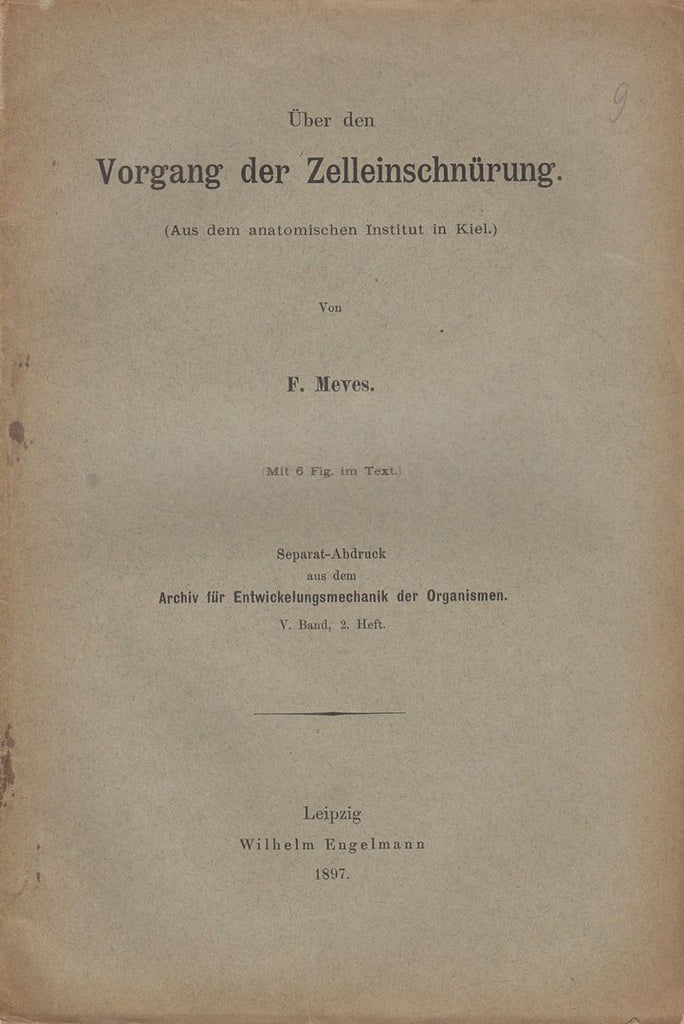 9
Über den
Vorgang der Zelleinschnürung.
(Aus dem anatomischen Institut in Kiel.)
Von
F. Meves.
(Mit 6 Fig. im Text.)
Separat-Abdruck
aus dem
Archiv für Entwickelungsmechanik der Organismen.
V. Band, 2. Heft.
Leipzig
Wilhelm Engelmann
1897.